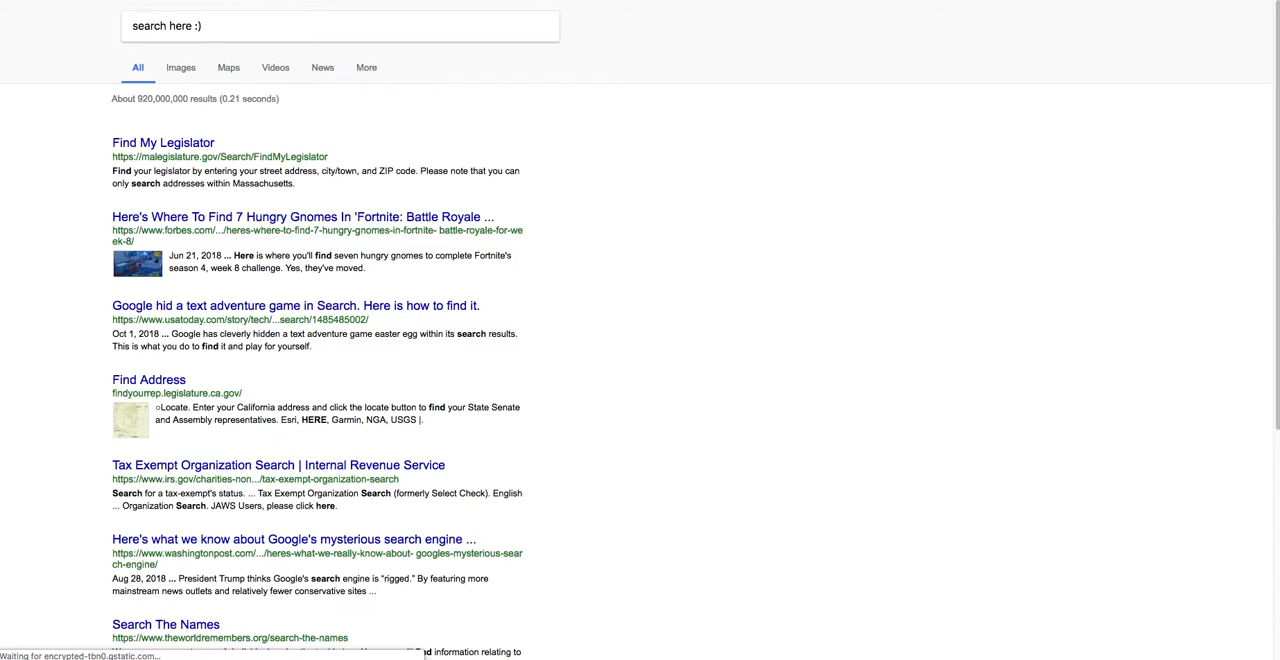 search here :)
All Images Maps Videos News More
About 920,000,000 results (0.21 seconds)
Find My Legislator
https://malegislature.gov/Search/FindMyLegislator
Find your legislator by entering your street address, city/town, and ZIP code. Please note that you can
only search addresses within Massachusetts.
Here's Where To Find 7 Hungry Gnomes In 'Fortnite: Battle Royale ...
https://www.forbes.com/.../heres-where-to-find-7-hungry-gnomes-in-fortnite- battle-royale-for-we
ek-8/
Jun 21, 2018 ... Here is where you'll find seven hungry gnomes to complete Fortnite's
season 4, week 8 challenge. Yes, they've moved.
Google hid a text adventure game in Search. Here is how to find it.
https://www.usatoday.com/story/tech/...search/1485485002/
Oct 1, 2018 ... Google has cleverly hidden a text adventure game easter egg within its search results.
This is what you do to find it and play for yourself.
Find Address
findyourrep.legislature.ca.gov/
○Locate. Enter your California address and click the locate button to find your State Senate
and Assembly representatives. Esri, HERE, Garmin, NGA, USGS |.
Tax Exempt Organization Search | Internal Revenue Service
https://www.irs.gov/charities-non.../tax-exempt-organization-search
Search for a tax-exempt's status. ... Tax Exempt Organization Search (formerly Select Check). English
... Organization Search. JAWS Users, please click here.
Here's what we know about Google's mysterious search engine ...
https://www.washingtonpost.com/.../heres-what-we-really-know-about- googles-mysterious-sear
ch-engine/
Aug 28, 2018 ... President Trump thinks Google's search engine is “rigged.” By featuring more
mainstream news outlets and relatively fewer conservative sites ...
Search The Names
https://www.theworldremembers.org/search-the-names
information relating to
Waiting for encrypted-tbn0.gstatic.com...